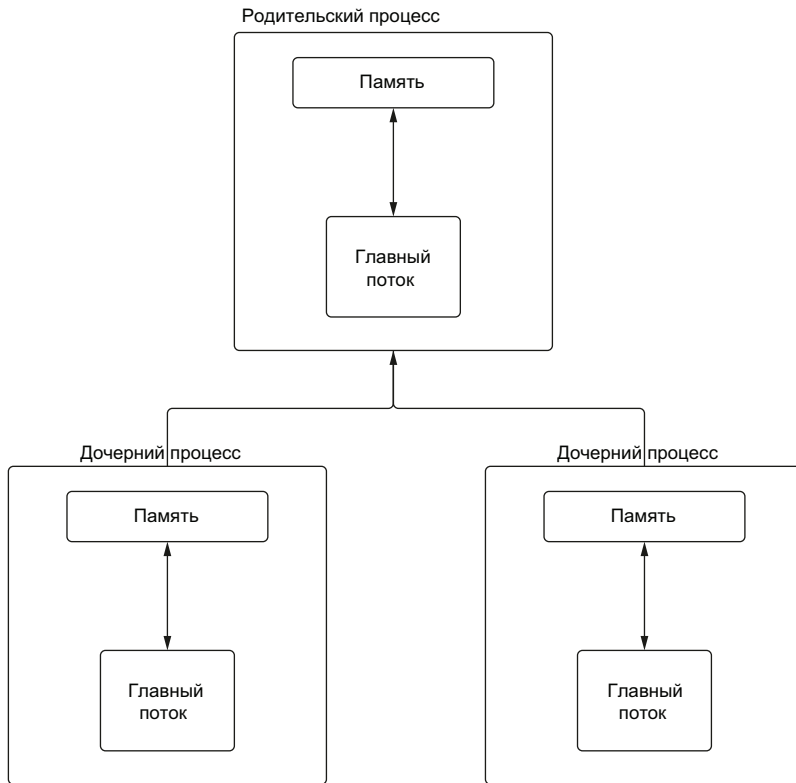 Родительский процесс
Память
Главный
поток
Дочерний процесс
Память
Главный
поток
Дочерний процесс
Память
Главный
поток